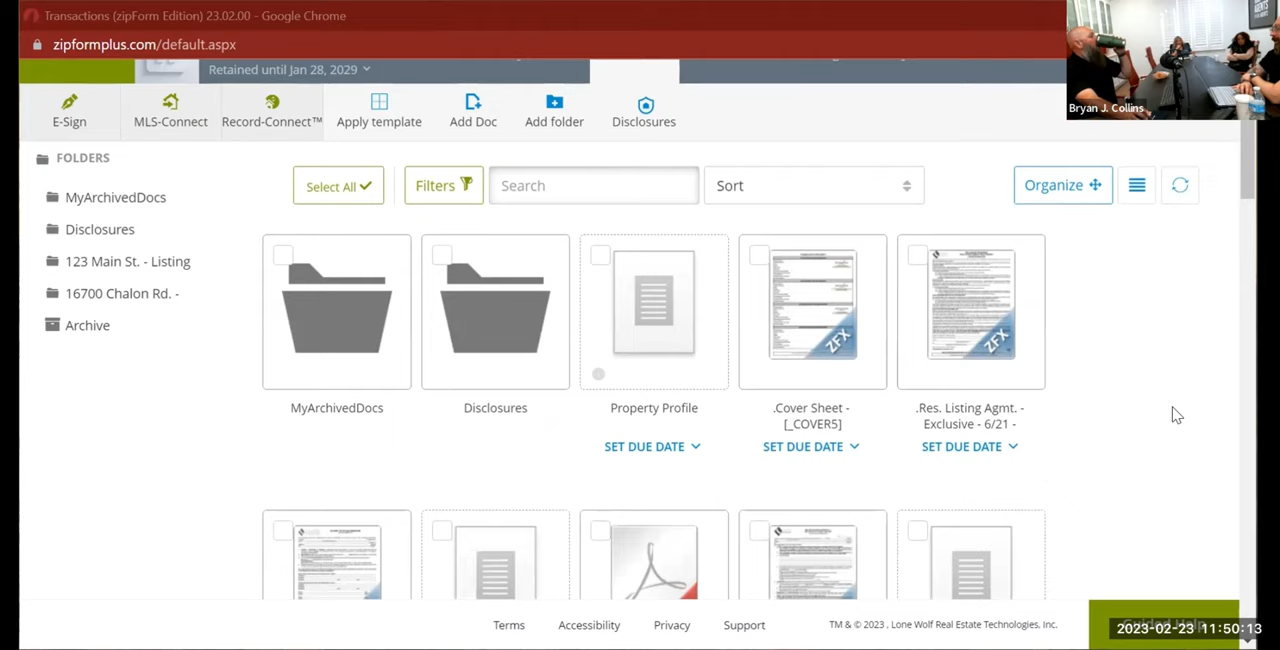 Transactions (zipForm Edition) 23.02.00 - Google Chrome
zipformplus.com/default.aspx
Retained until Jan 28, 2029
Bryan J. Collins
E-Sign
MLS-Connect
Record-Connect™
Apply template
Add Doc
Add folder
Disclosures
FOLDERS
MyArchivedDocs
Disclosures
123 Main St. - Listing
16700 Chalon Rd. -
Archive
Select All
Filters
Search
Sort
Organize
MyArchivedDocs
Disclosures
Property Profile
SET DUE DATE
ZFX
.Cover Sheet -
[_COVER5]
SET DUE DATE
ZFX
.Res. Listing Agmt. -
Exclusive - 6/21 -
SET DUE DATE
Terms
Accessibility
Privacy
Support
TM & © 2023 , Lone Wolf Real Estate Technologies, Inc.
2023-02-23 11:50:13